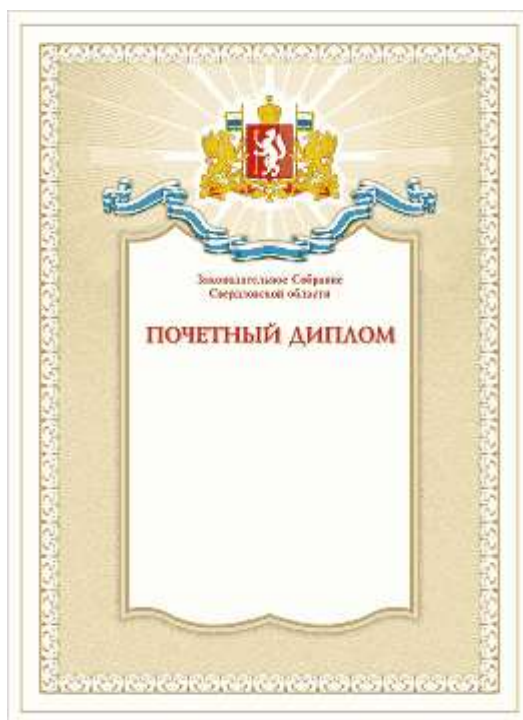 Законодательное Собрание
Свердловской области
ПОЧЕТНЫЙ ДИПЛОМ